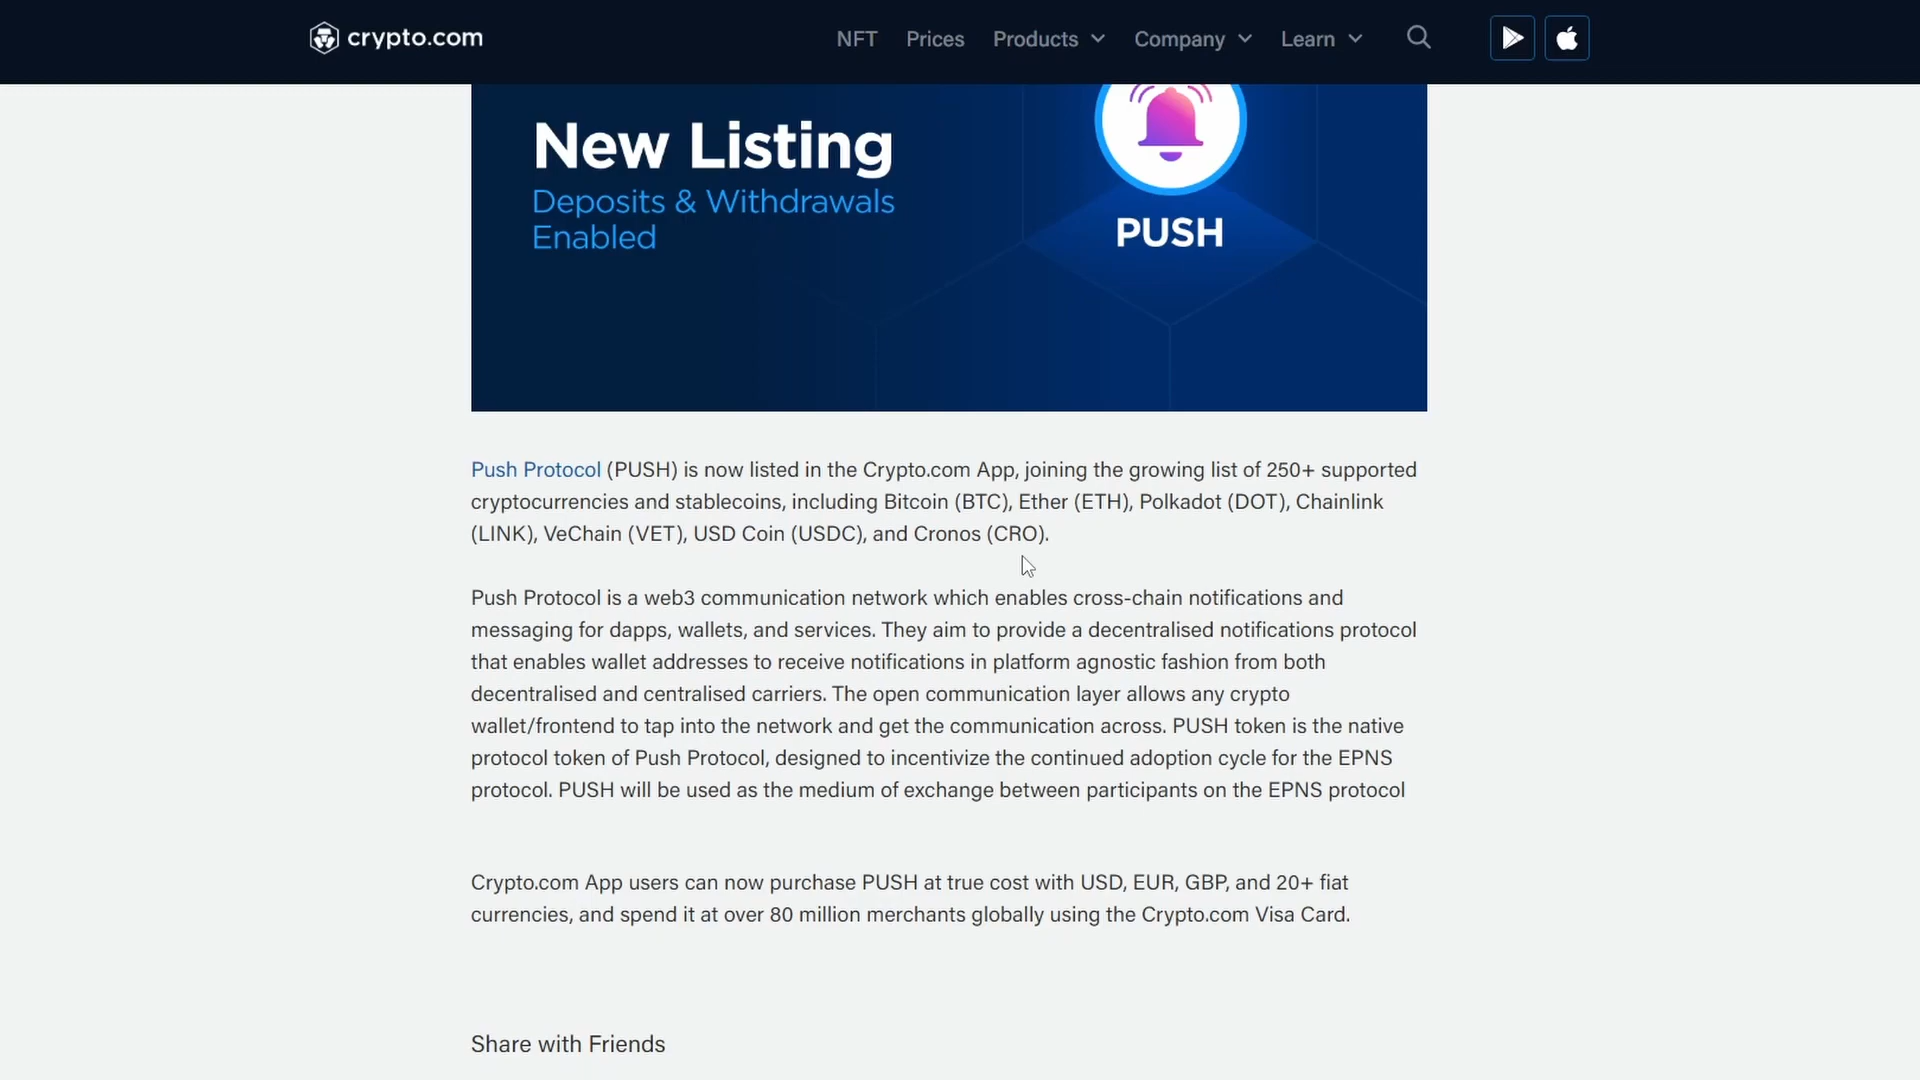 crypto.com
NFT Prices Products Company Learn
New Listing
Deposits & Withdrawals
Enabled
PUSH
Push Protocol (PUSH) is now listed in the Crypto.com App, joining the growing list of 250+ supported
cryptocurrencies and stablecoins, including Bitcoin (BTC), Ether (ETH), Polkadot (DOT), Chainlink
(LINK), VeChain (VET), USD Coin (USDC), and Cronos (CRO).
Push Protocol is a web3 communication network which enables cross-chain notifications and
messaging for dapps, wallets, and services. They aim to provide a decentralised notifications protocol
that enables wallet addresses to receive notifications in platform agnostic fashion from both
decentralised and centralised carriers. The open communication layer allows any crypto
wallet/frontend to tap into the network and get the communication across. PUSH token is the native
protocol token of Push Protocol, designed to incentivize the continued adoption cycle for the EPNS
protocol. PUSH will be used as the medium of exchange between participants on the EPNS protocol
Crypto.com App users can now purchase PUSH at true cost with USD, EUR, GBP, and 20+ fiat
currencies, and spend it at over 80 million merchants globally using the Crypto.com Visa Card.
Share with Friends